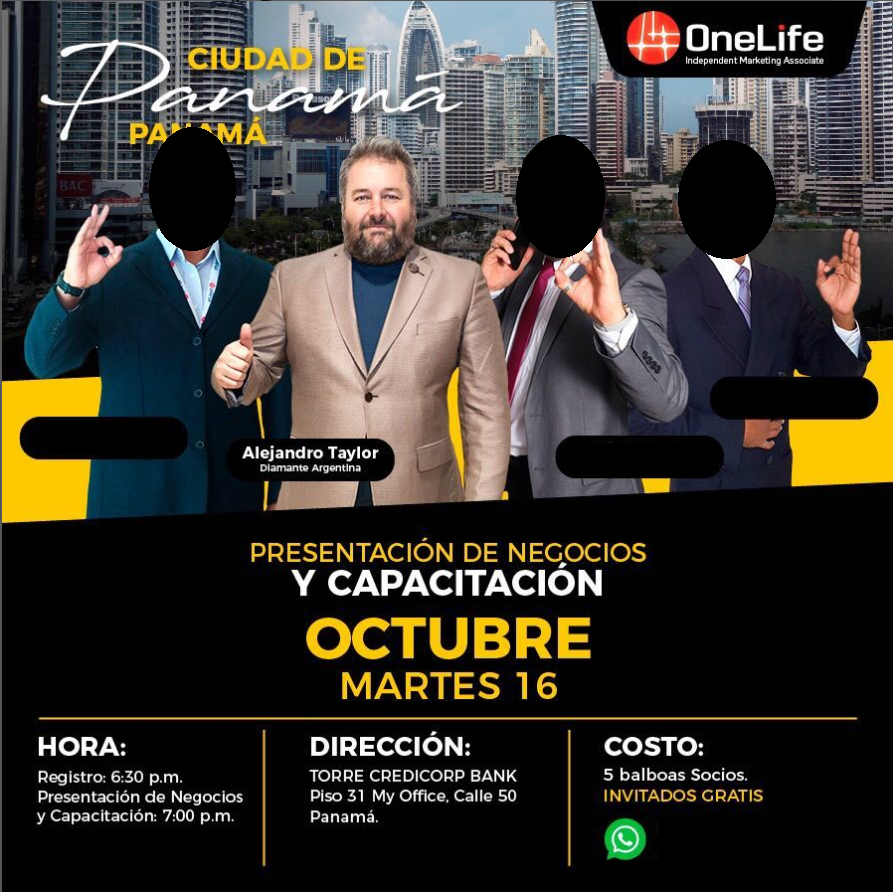 CIUDAD DE
Panamá
PANAMÁ
OneLife
Independent Marketing Associate
BAC
Alejandro Taylor
Diamante Argentina
PRESENTACIÓN DE NEGOCIOS
Y CAPACITACIÓN
OCTUBRE
MARTES 16
HORA:
Registro: 6:30 p.m.
Presentación de Negocios
y Capacitación: 7:00 p.m.
DIRECCIÓN:
TORRE CREDICORP BANK
Piso 31 My Office, Calle 50
Panamá.
COSTO:
5 balboas Socios.
INVITADOS GRATIS